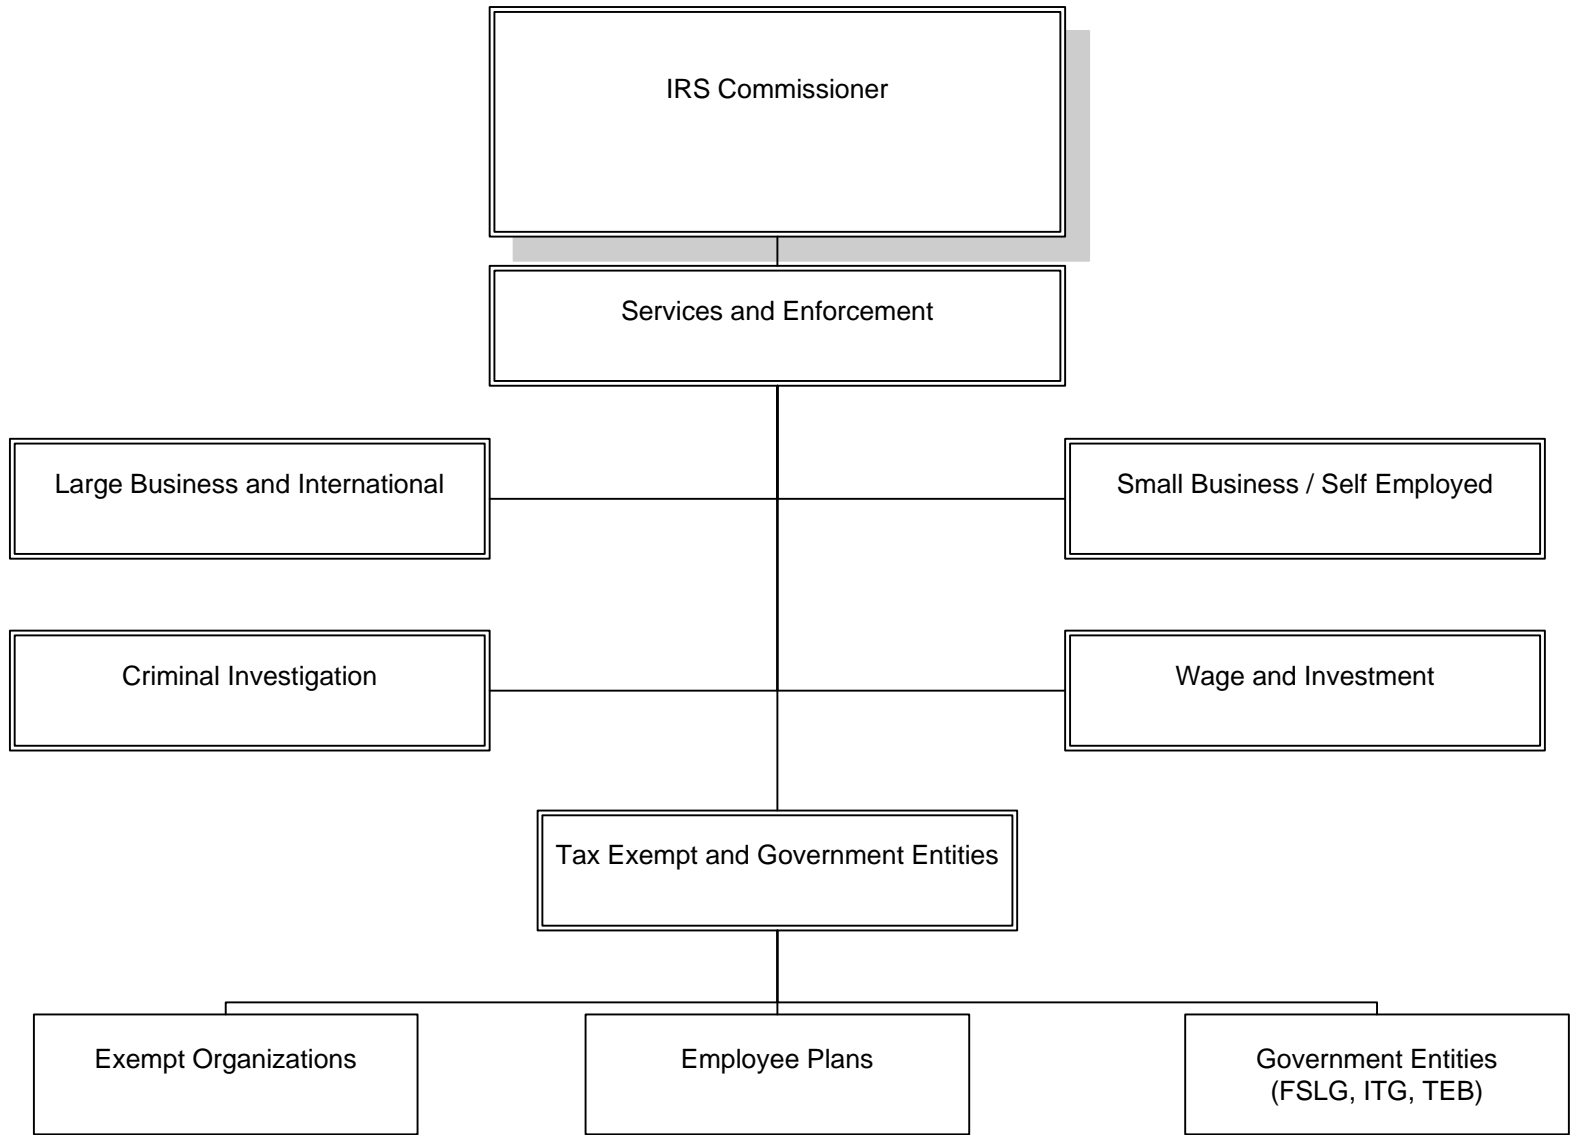 IRS Commissioner
Services and Enforcement
Large Business and International
Small Business / Self Employed
Criminal Investigation
Wage and Investment
Tax Exempt and Government Entities
Exempt Organizations
Employee Plans
Government Entities
(FSLG, ITG, TEB)